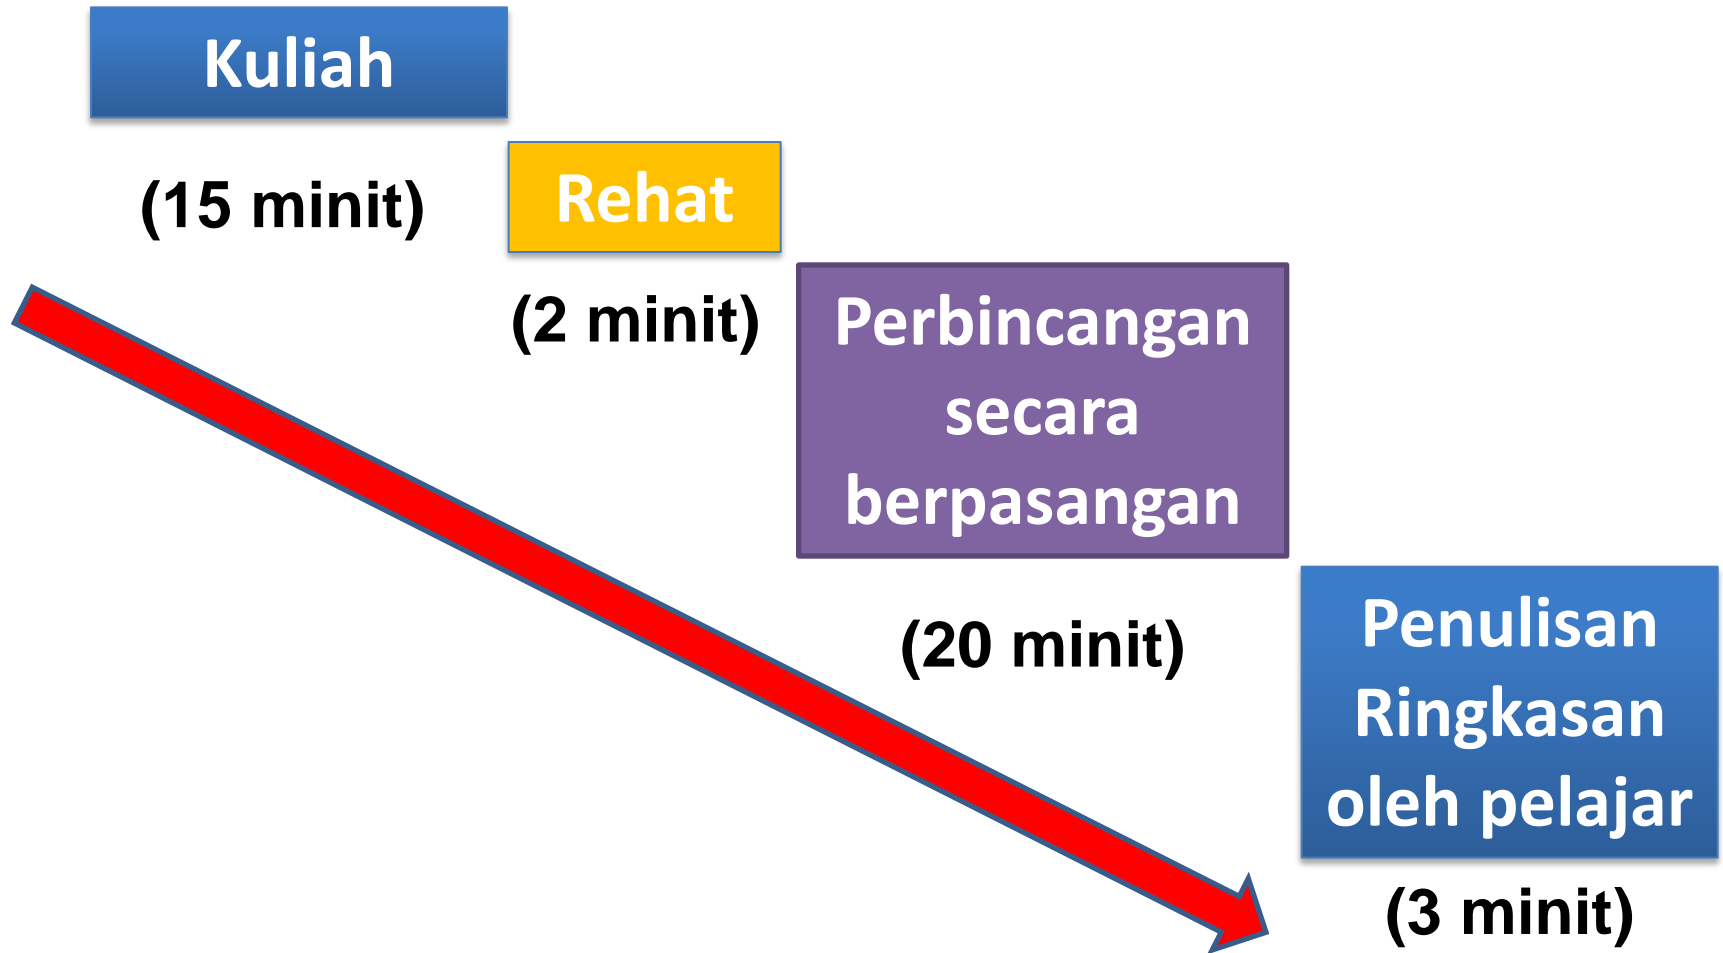 Kuliah
(15 minit)
Rehat
(2 minit)
Perbincangan
secara
berpasangan
(20 minit)
Penulisan
Ringkasan
oleh pelajar
(3 minit)